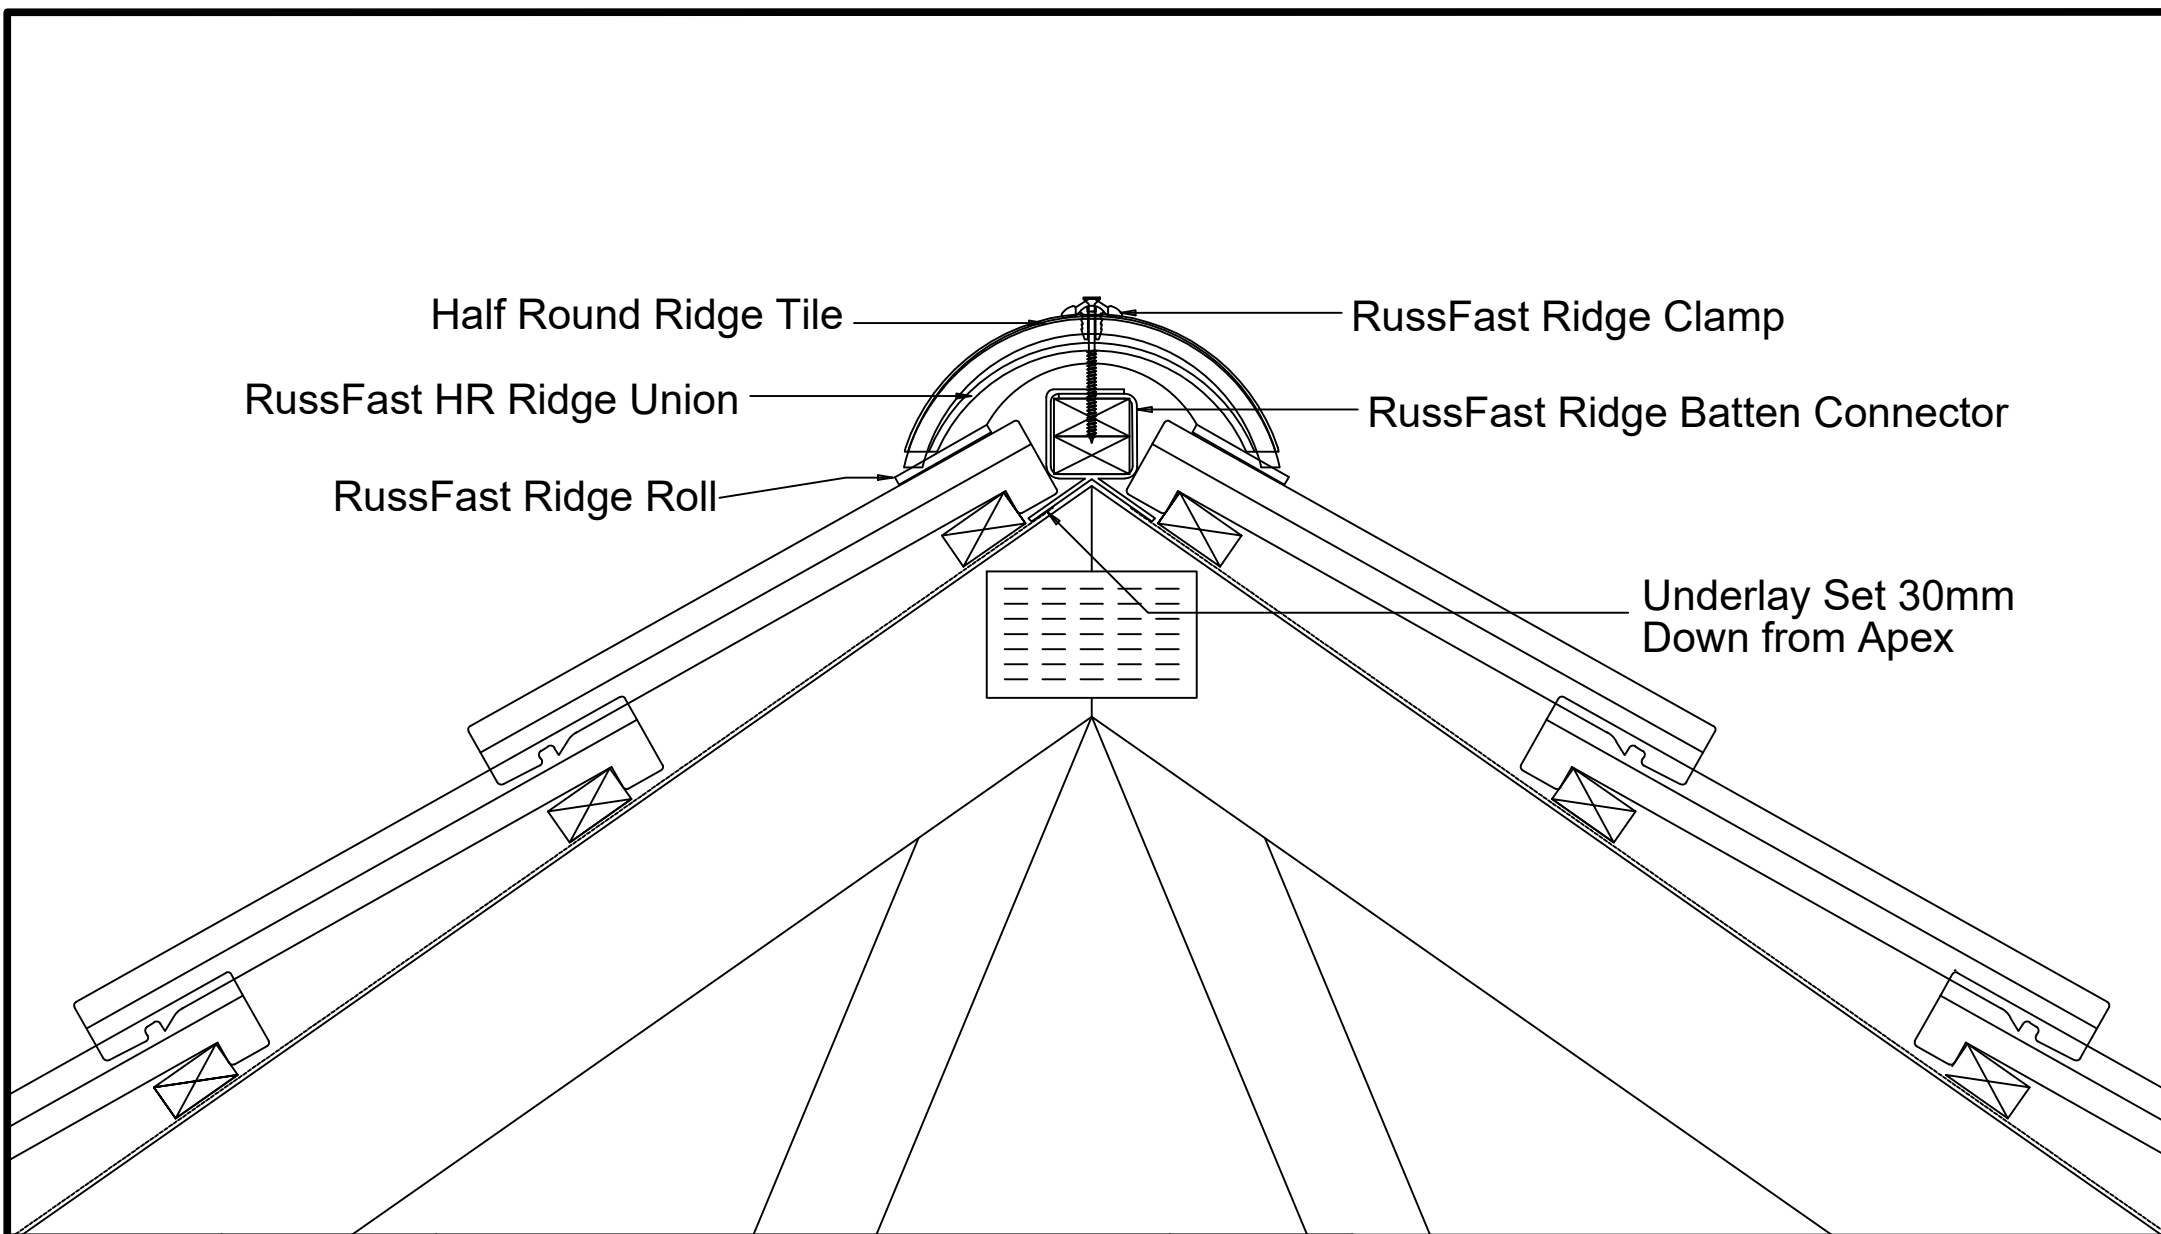 Half Round Ridge Tile
RussFast Ridge Clamp
RussFast HR Ridge Union
RussFast Ridge Batten Connector
RussFast Ridge Roll
Underlay Set 30mm
Down from Apex